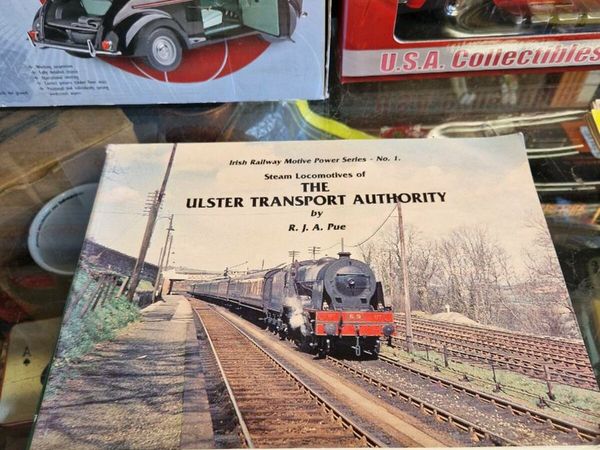 U.S.A. Collectibles
Irish Railway Motive Power Series - No. 1.
Steam Locomotives of
THE
ULSTER TRANSPORT AUTHORITY
by
R. J. A. Pue